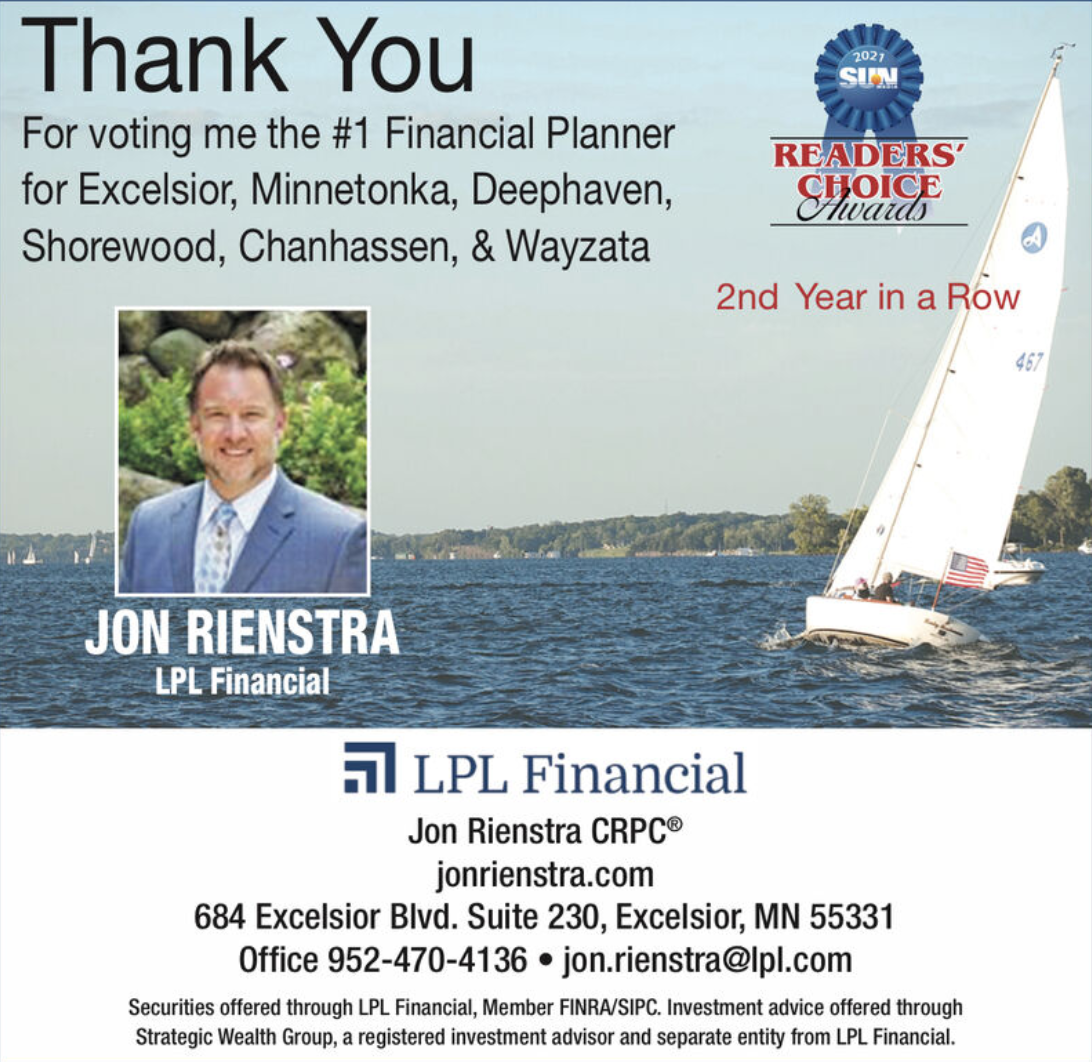 Thank You
For voting me the #1 Financial Planner
for Excelsior, Minnetonka, Deephaven,
Shorewood, Chanhassen, & Wayzata
2021
SUN
MEDIA
READERS'
CHOICE
Awards
2nd Year in a Row
A
467
JON RIENSTRA
LPL Financial
LPL Financial
Jon Rienstra CRPC®
jonrienstra.com
684 Excelsior Blvd. Suite 230, Excelsior, MN 55331
Office 952-470-4136 • jon.rienstra@lpl.com
Securities offered through LPL Financial, Member FINRA/SIPC. Investment advice offered through
Strategic Wealth Group, a registered investment advisor and separate entity from LPL Financial.